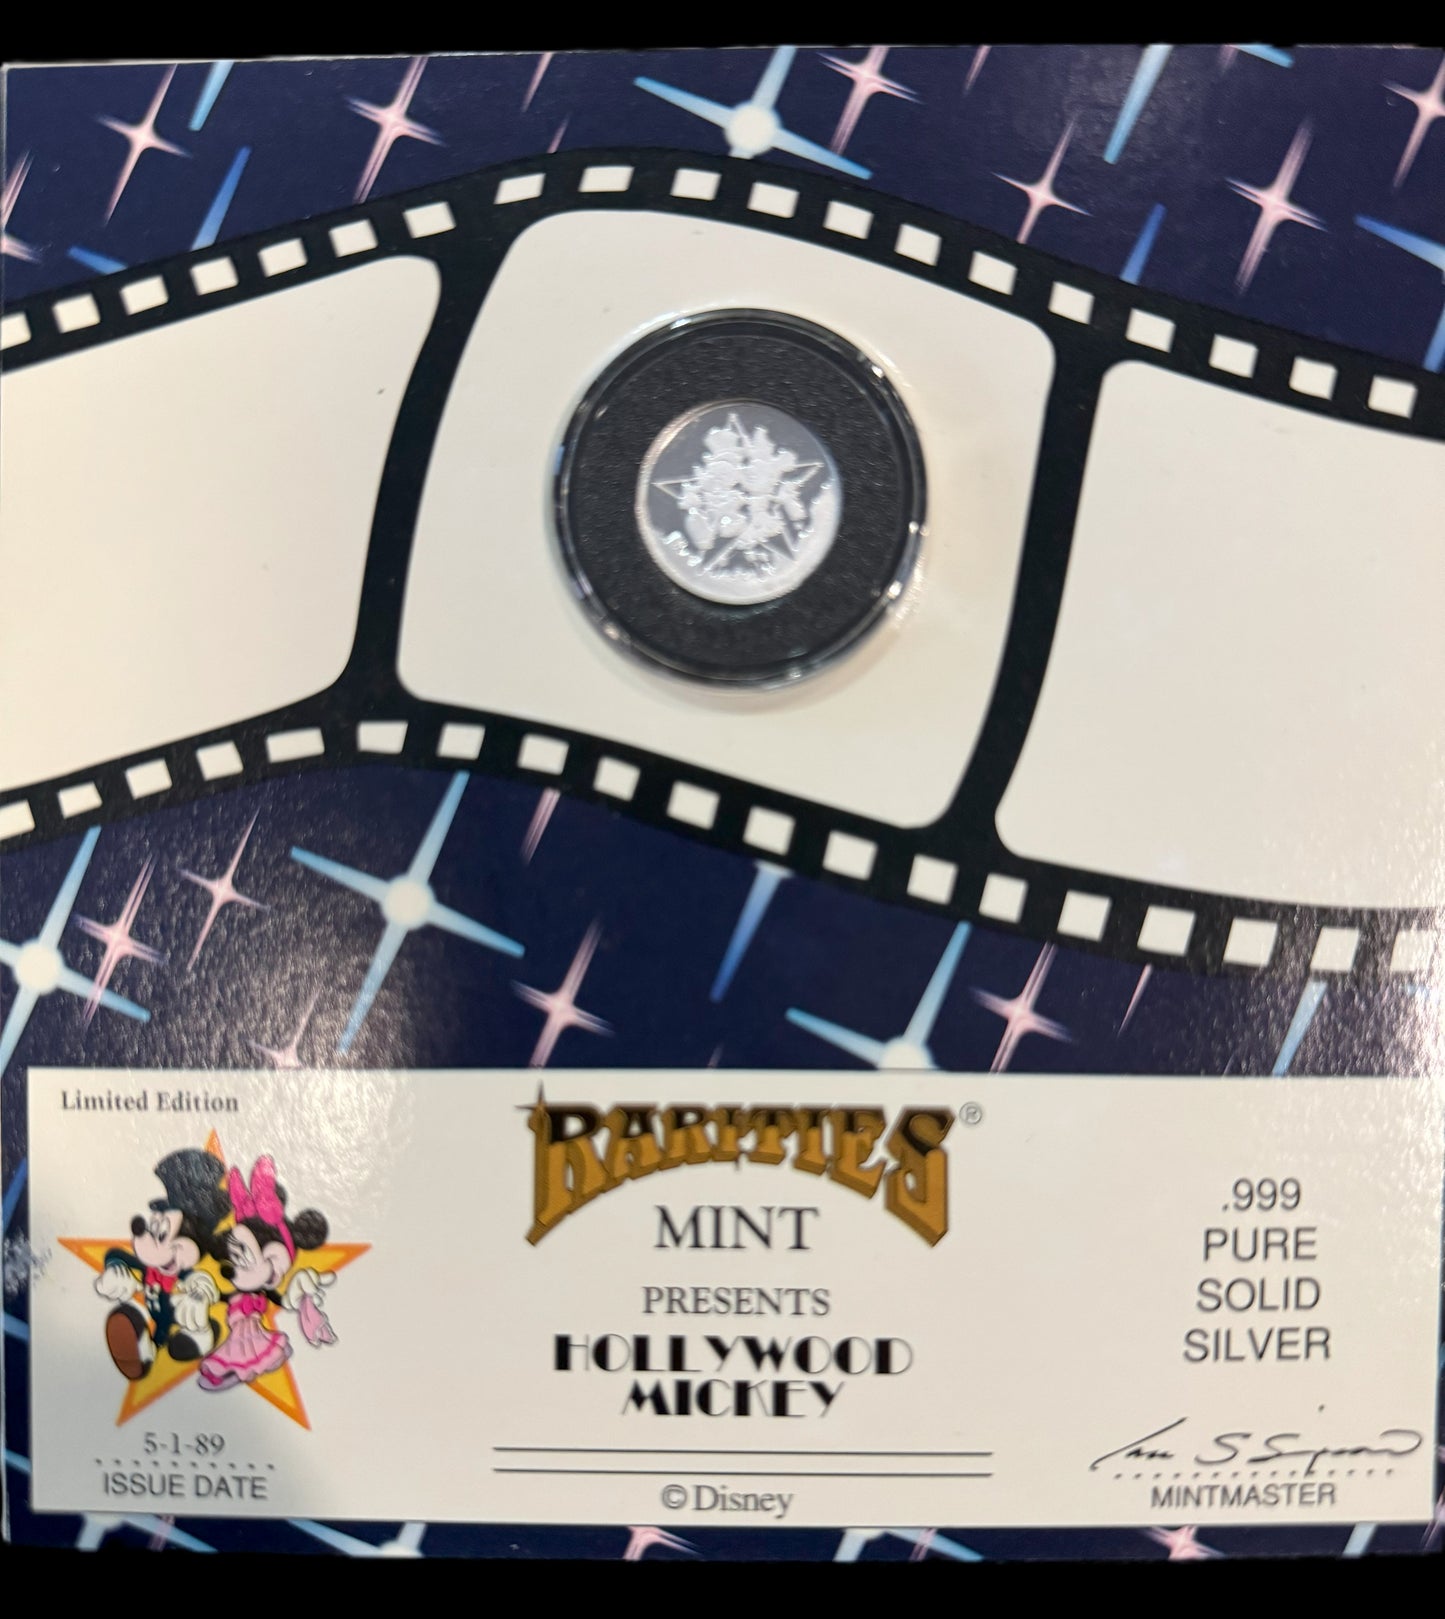 Limited Edition
RARITIES®
MINT
PRESENTS
HOLLYWOOD
MICKEY
©Disney
5-1-89
ISSUE DATE
.999
PURE
SOLID
SILVER
MINTMASTER